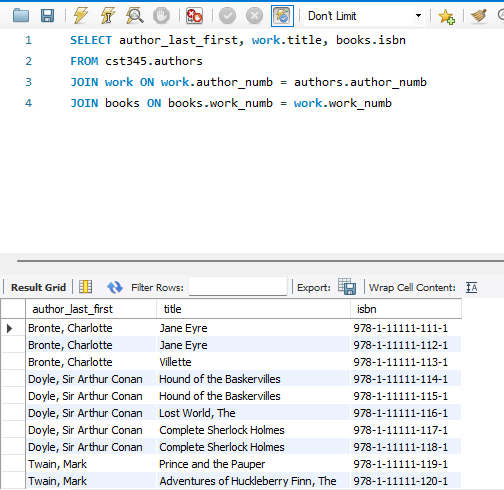 Don't Limit
1 SELECT author_last_first, work.title, books.isbn
2 FROM cst345.authors
3 JOIN work ON work.author_numb = authors.author_numb
4 JOIN books ON books.work_numb = work.work_numb
Result Grid Filter Rows: Export: Wrap Cell Content:
author_last_first title isbn
Bronte, Charlotte Jane Eyre 978-1-11111-111-1
Bronte, Charlotte Jane Eyre 978-1-11111-112-1
Bronte, Charlotte Villette 978-1-11111-113-1
Doyle, Sir Arthur Conan Hound of the Baskervilles 978-1-11111-114-1
Doyle, Sir Arthur Conan Hound of the Baskervilles 978-1-11111-115-1
Doyle, Sir Arthur Conan Lost World, The 978-1-11111-116-1
Doyle, Sir Arthur Conan Complete Sherlock Holmes 978-1-11111-117-1
Doyle, Sir Arthur Conan Complete Sherlock Holmes 978-1-11111-118-1
Twain, Mark Prince and the Pauper 978-1-11111-119-1
Twain, Mark Adventures of Huckleberry Finn, The 978-1-11111-120-1